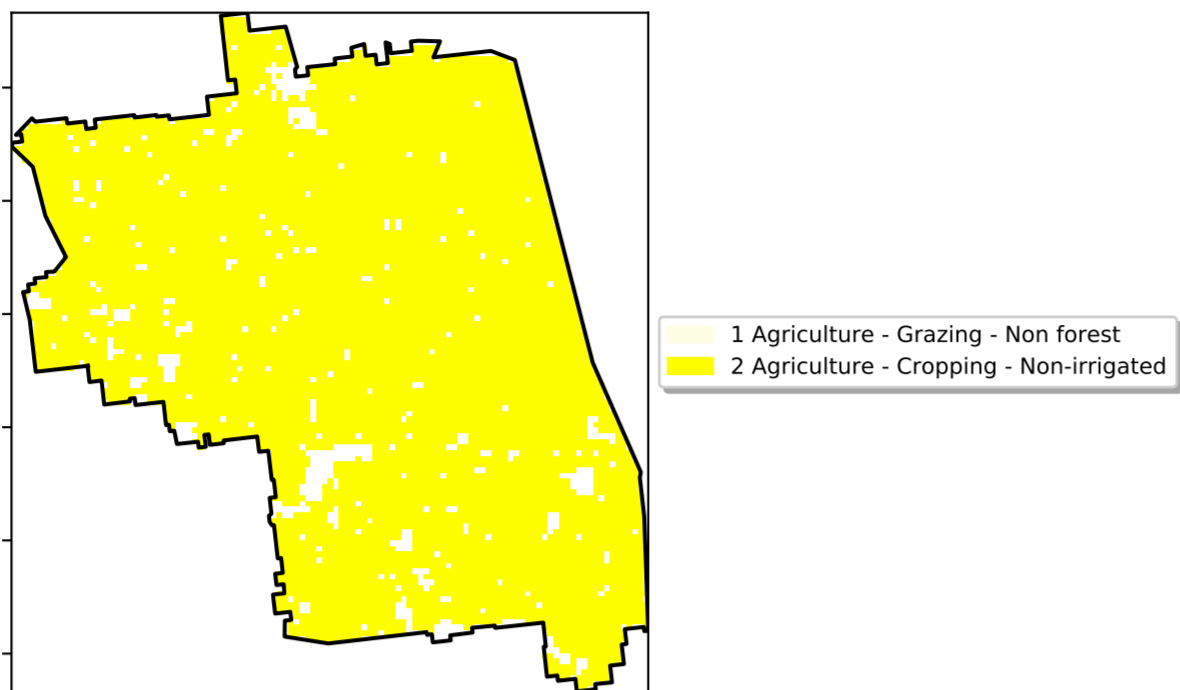 1 Agriculture - Grazing - Non forest
2 Agriculture - Cropping - Non-irrigated